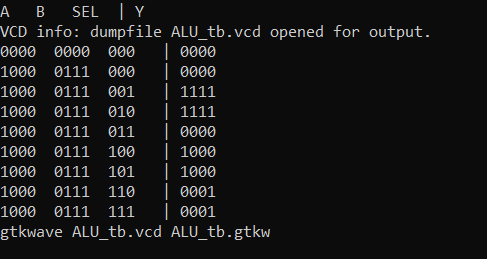 A   B   SEL  | Y
VCD info: dumpfile ALU_tb.vcd opened for output.
0000  0000  000   | 0000
1000  0111  000   | 0000
1000  0111  001   | 1111
1000  0111  010   | 1111
1000  0111  011   | 0000
1000  0111  100   | 1000
1000  0111  101   | 1000
1000  0111  110   | 0001
1000  0111  111   | 0001
gtkwave ALU_tb.vcd ALU_tb.gtkw